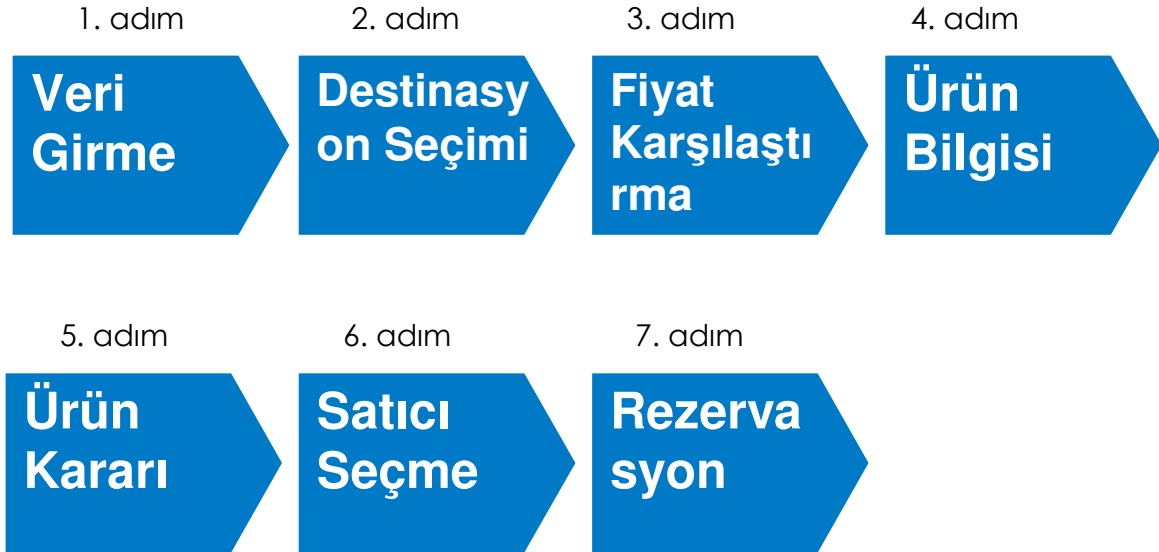 1. adım
2. adım
3. adım
4. adım
Veri
Girme
Destinasy
on Seçimi
Fiyat
Karşılaştı
rma
Ürün
Bilgisi
5. adım
6. adım
7. adım
Ürün
Kararı
Satıcı
Seçme
Rezerva
syon